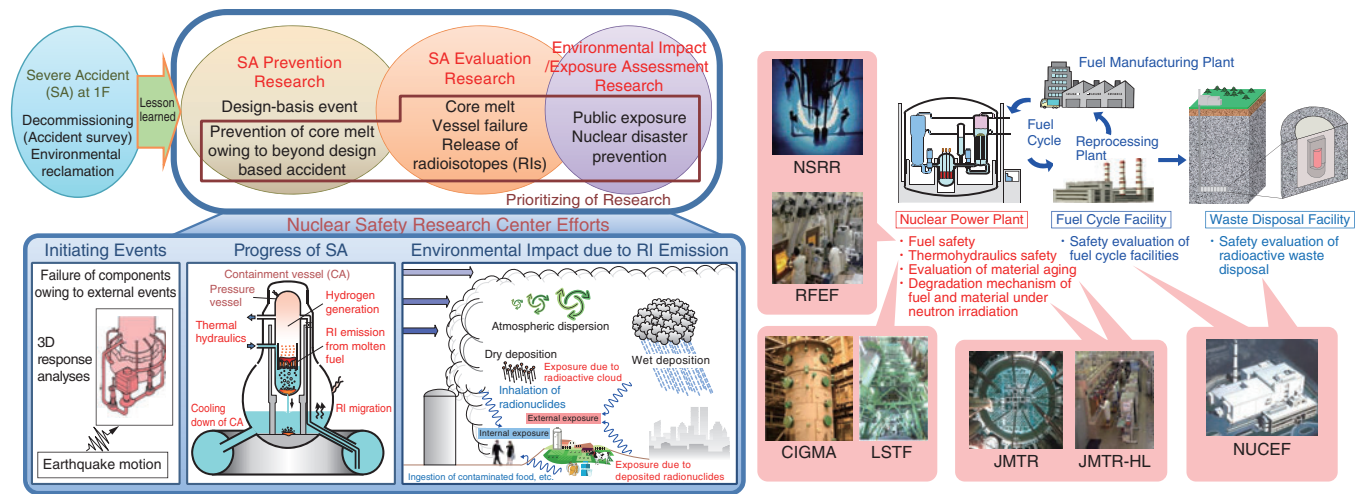 Severe Accident
(SA) at 1F
Decommissioning
(Accident survey)
Environmental
reclamation
Lesson
learned
SA Prevention
Research
Design-basis event
Prevention of core melt
owing to beyond design
based accident
SA Evaluation
Research
Core melt
Vessel failure
Release of
radioisotopes (RIs)
Environmental Impact
/Exposure Assessment
Research
Public exposure
Nuclear disaster
prevention
Prioritizing of Research
Nuclear Safety Research Center Efforts
Initiating Events
Failure of components
owing to external events
3D
response
analyses
Earthquake motion
Progress of SA
Containment vessel (CA)
Pressure
vessel
Hydrogen
generation
Thermal
hydraulics
RI emission
from molten
fuel
Cooling
down of CA
RI migration
Environmental Impact due to RI Emission
Atmospheric dispersion
Dry deposition
Wet deposition
Exposure due to
radioactive cloud
Inhalation of
radionuclides
External exposure
Internal exposure
Ingestion of contaminated food, etc.
Exposure due to
deposited radionuclides
NSRR
RFEF
Fuel Manufacturing Plant
Fuel
Cycle
Reprocessing
Plant
Nuclear Power Plant
・Fuel safety
・Thermohydraulics safety
・Evaluation of material aging
・Degradation mechanism of
fuel and material under
neutron irradiation
Fuel Cycle Facility
・Safety evaluation of
fuel cycle facilities
Waste Disposal Facility
・Safety evaluation of
radioactive waste
disposal
CIGMA
LSTF
JMTR
JMTR-HL
NUCEF